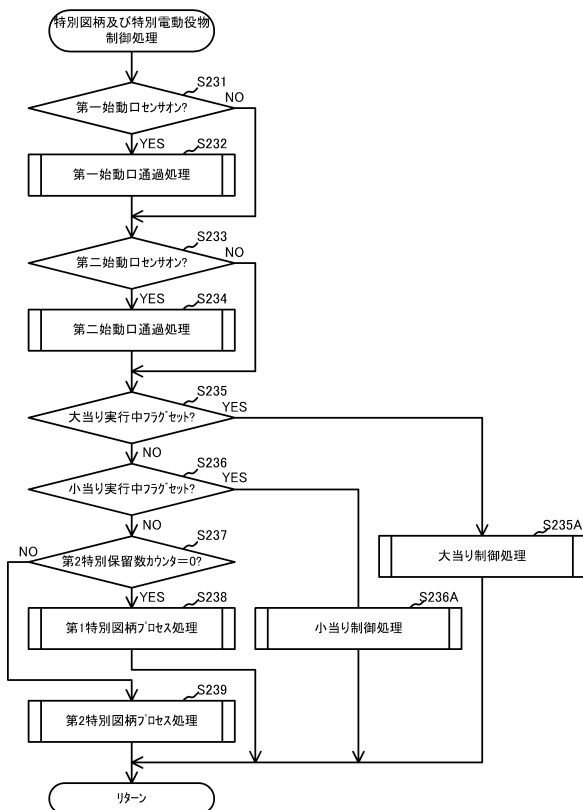 特別図柄及び特別電動役物
制御処理
S231
第一始動口センサオン?
NO
YES
S232
第一始動口通過処理
S233
第二始動口センサオン?
NO
YES
S234
第二始動口通過処理
S235
大当り実行中フラグセット?
YES
NO
S236
小当り実行中フラグセット?
YES
NO
S237
第2特別保留数カウンタ=0?
NO
YES
S235A
大当り制御処理
S238
第1特別図柄プロセス処理
S236A
小当り制御処理
S239
第2特別図柄プロセス処理
リターン